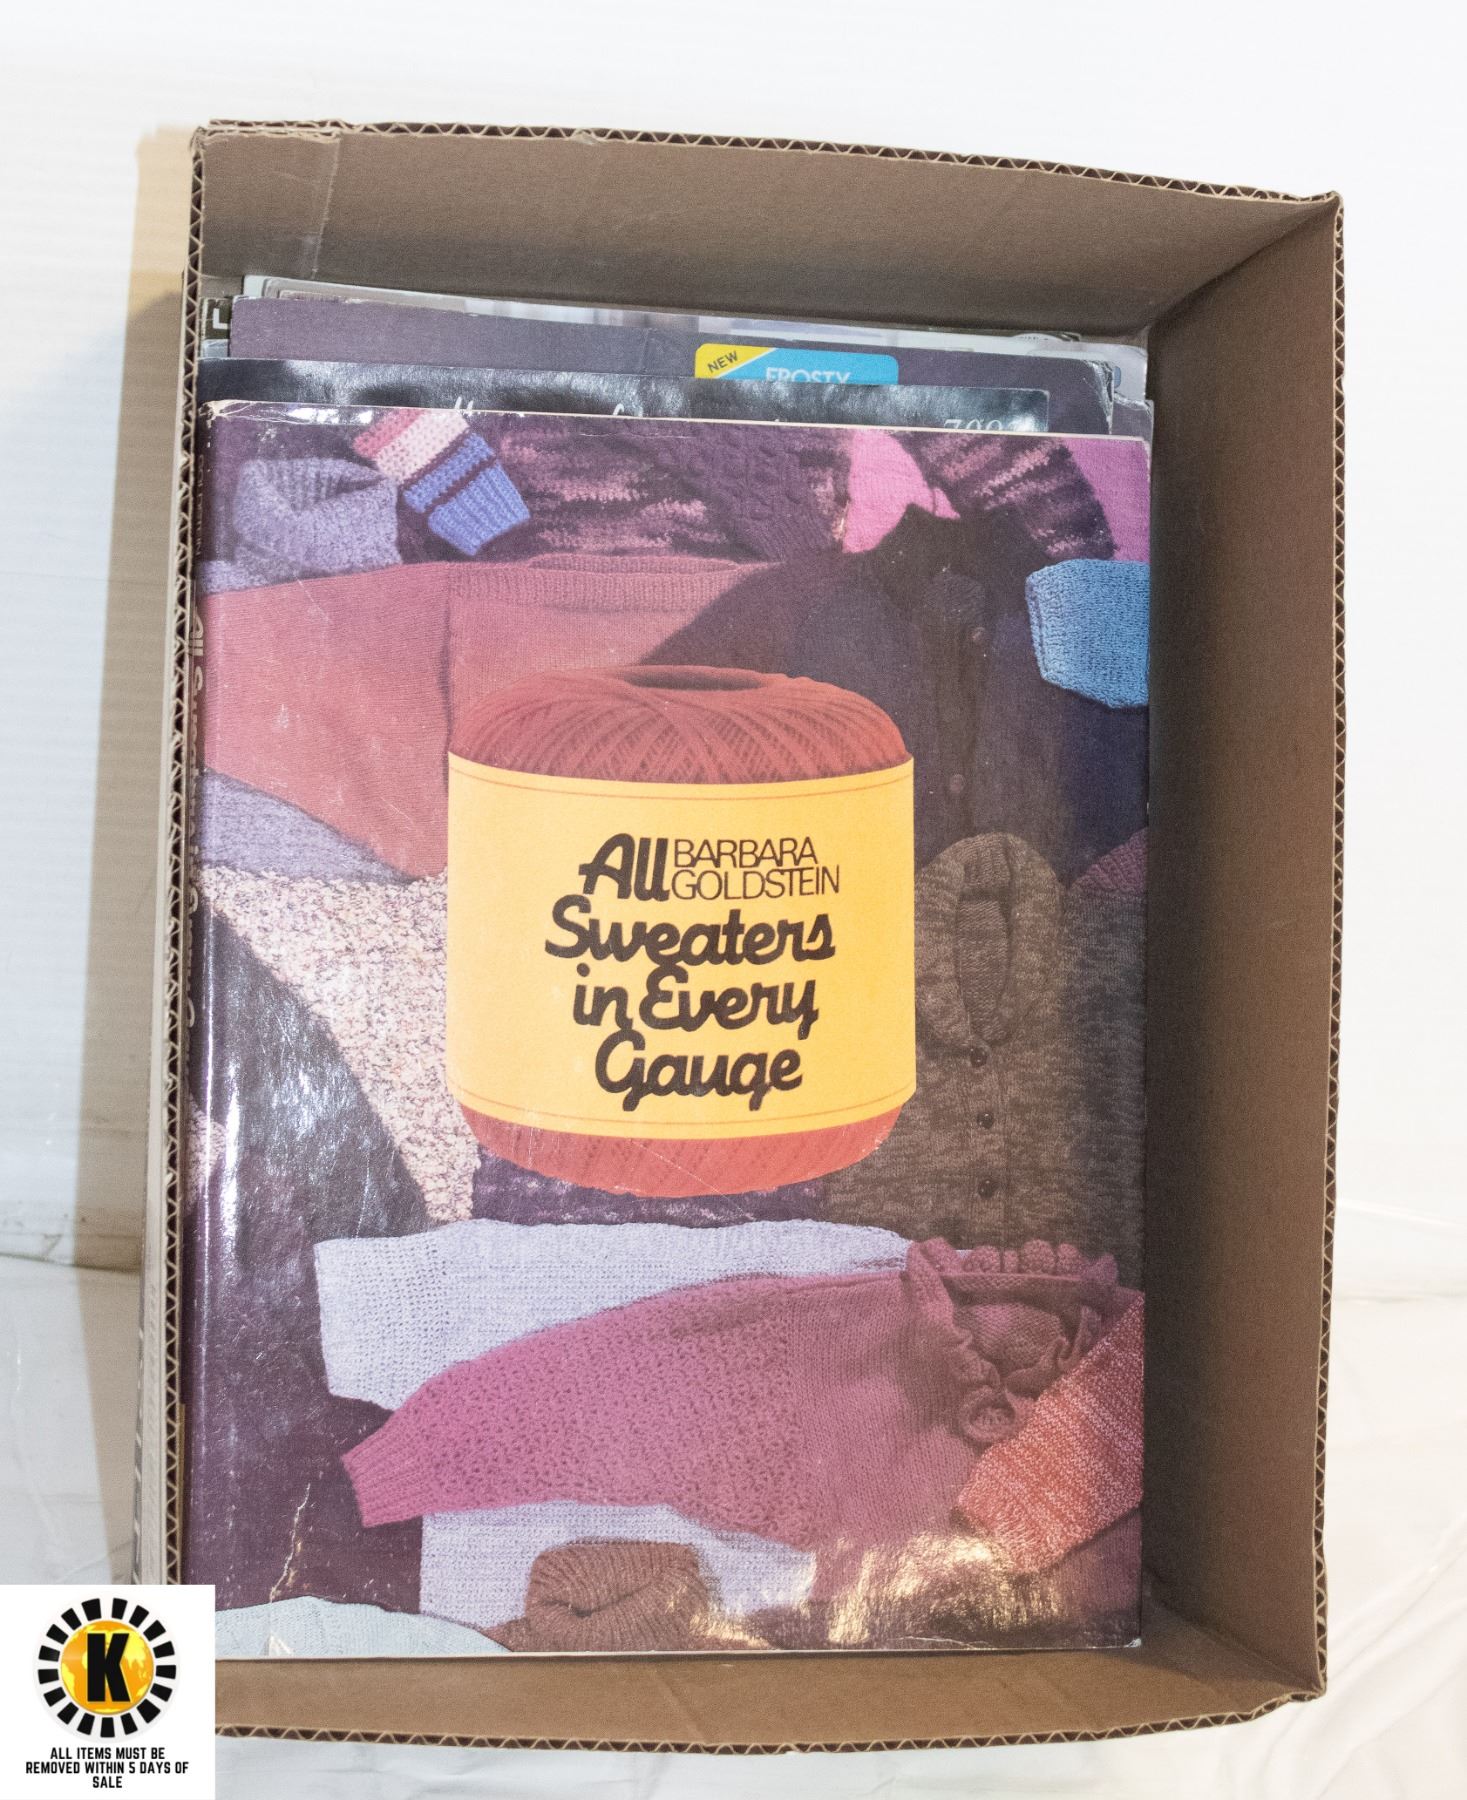 NEW
FROSTY
All BARBARA GOLDSTEIN
Sweaters
in Every
Gauge
K
ALL ITEMS MUST BE
REMOVED WITHIN 5 DAYS OF
SALE